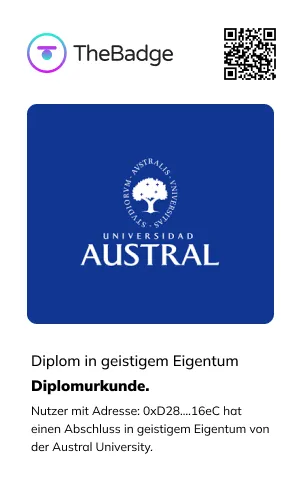 TheBadge
STVDIORVM · AVSTRALIS · VNIVERSITAS ·
UNIVERSIDAD
AUSTRAL
Diplom in geistigem Eigentum
Diplomurkunde.
Nutzer mit Adresse: 0xD28....16eC hat
einen Abschluss in geistigem Eigentum von
der Austral University.